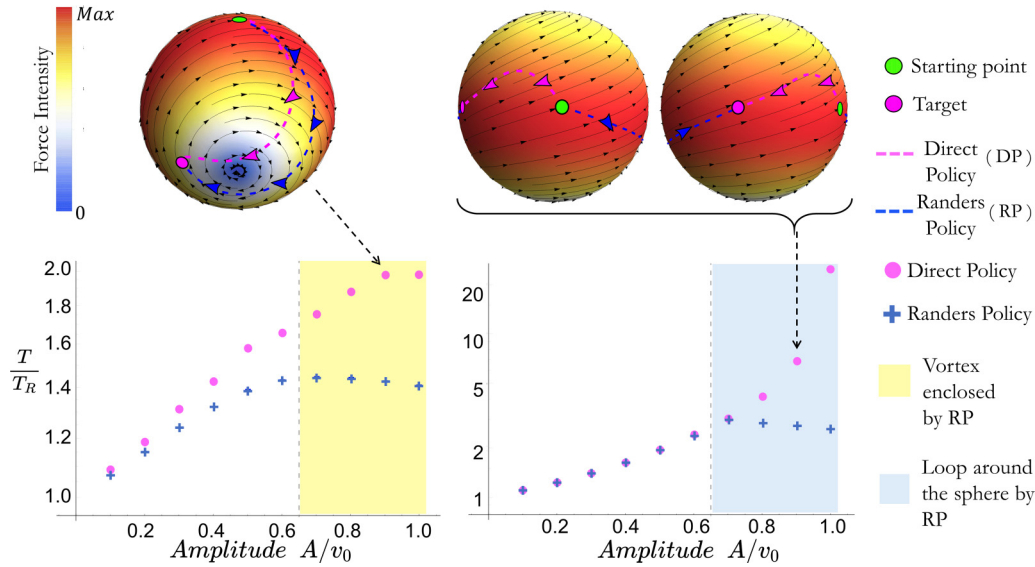 Max
Force Intensity
0
Starting point
Target
Direct Policy (DP)
Randers Policy (RP)
Direct Policy
Randers Policy
Vortex
enclosed
by RP
Loop around
the sphere by
RP
T/T_R
2.0
1.8
1.6
1.4
1.2
1.0
0.2 0.4 0.6 0.8 1.0
Amplitude A/v_0
20
10
5
2
1
0.2 0.4 0.6 0.8 1.0
Amplitude A/v_0